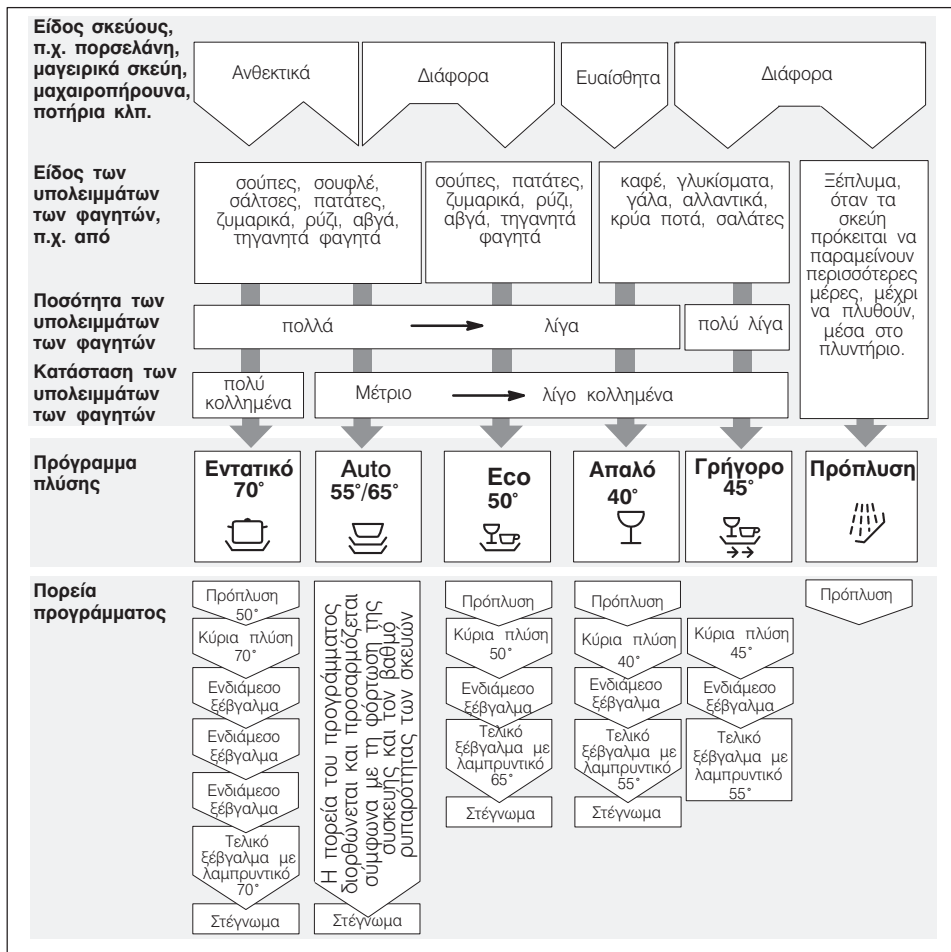 Είδος σκεύους,
π.χ. πορσελάνη,
μαγειρικά σκεύη,
μαχαιροπήρουνα,
ποτήρια κλπ.
Ανθεκτικά
Διάφορα
Ευαίσθητα
Διάφορα
Είδος των
υπολειμμάτων
των φαγητών,
π.χ. από
σούπες, σουφλέ,
σάλτσες, πατάτες,
ζυμαρικά, ρύζι, αβγά,
τηγανητά φαγητά
σούπες, πατάτες,
ζυμαρικά, ρύζι,
αβγά, τηγανητά
φαγητά
καφέ, γλυκίσματα,
γάλα, αλλαντικά,
κρύα ποτά, σαλάτες
Ξέπλυμα,
όταν τα
σκεύη
πρόκειται να
παραμείνουν
περισσότερες
μέρες, μέχρι
να πλυθούν,
μέσα στο
πλυντήριο.
Ποσότητα των
υπολειμμάτων
των φαγητών
πολλά
λίγα
πολύ λίγα
Κατάσταση των
υπολειμμάτων
των φαγητών
πολύ
κολλημένα
Μέτριο
λίγο κολλημένα
Πρόγραμμα
πλύσης
Εντατικό
70°
Auto
55°/65°
Eco
50°
Απαλό
40°
Γρήγορο
45°
Πρόπλυση
Πορεία
προγράμματος
Πρόπλυση
50°
Κύρια πλύση
70°
Ενδιάμεσο
ξέβγαλμα
Ενδιάμεσο
ξέβγαλμα
Ενδιάμεσο
ξέβγαλμα
Τελικό
ξέβγαλμα με
λαμπρυντικό
70°
Στέγνωμα
Η πορεία του προγράμματος
διορθώνεται και προσαρμόζεται
σύμφωνα με τη φόρτωση της
συσκευής και τον βαθμό
ρυπαρότητας των σκευών
Στέγνωμα
Πρόπλυση
Κύρια πλύση
50°
Ενδιάμεσο
ξέβγαλμα
Τελικό
ξέβγαλμα με
λαμπρυντικό
65°
Στέγνωμα
Πρόπλυση
Κύρια πλύση
40°
Ενδιάμεσο
ξέβγαλμα
Τελικό
ξέβγαλμα με
λαμπρυντικό
55°
Στέγνωμα
Κύρια πλύση
45°
Ενδιάμεσο
ξέβγαλμα
Τελικό
ξέβγαλμα με
λαμπρυντικό
55°
Πρόπλυση